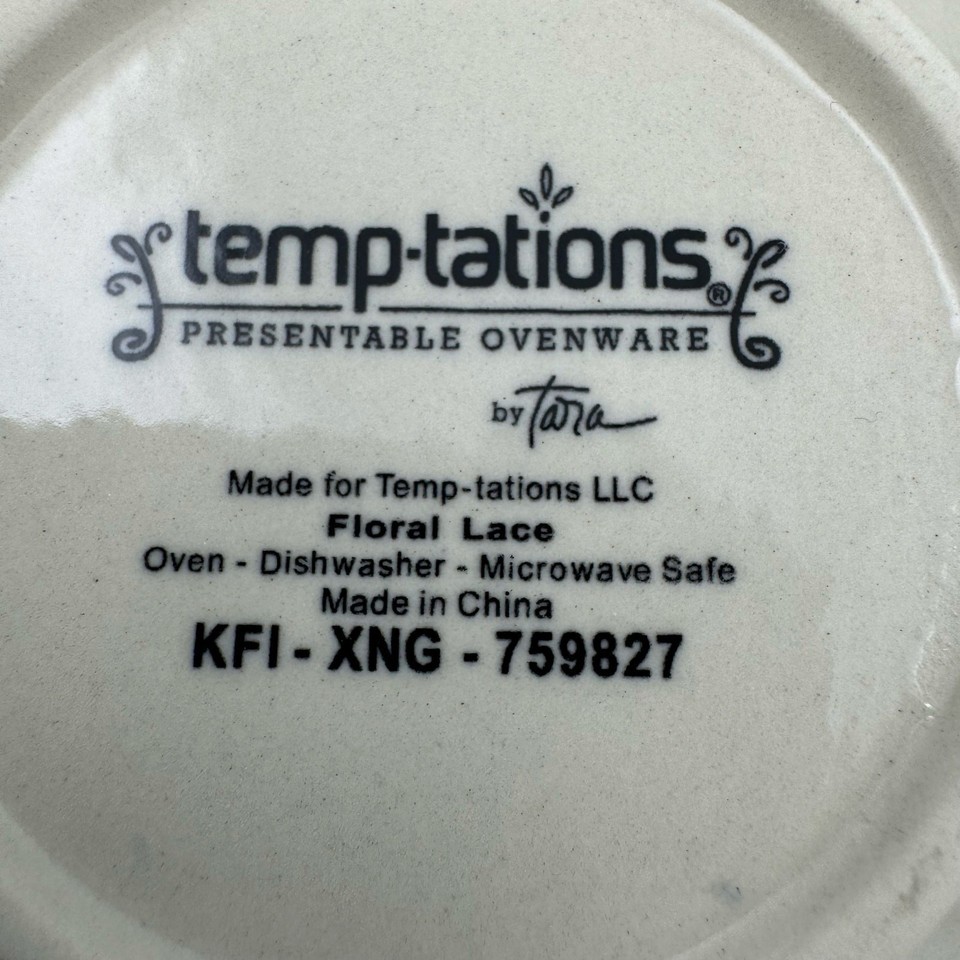 temp-tations®
PRESENTABLE OVENWARE
by Tara
Made for Temp-tations LLC
Floral Lace
Oven - Dishwasher - Microwave Safe
Made in China
KFI - XNG - 759827